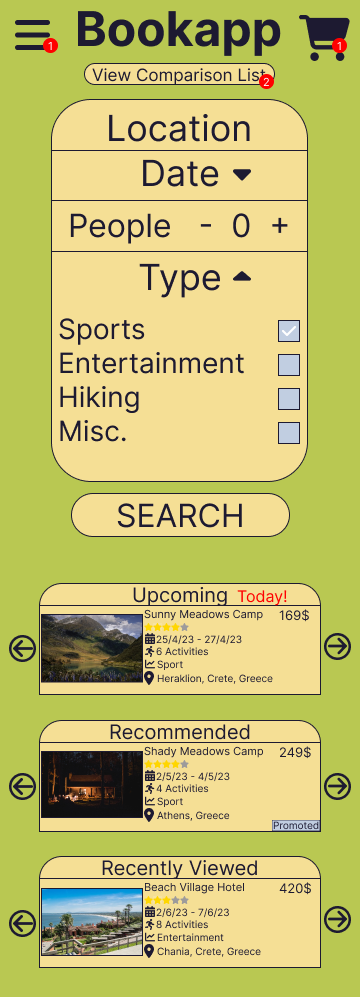 Bookapp
1
1
View Comparison List
2
Location
Date
People - 0 +
Type
Sports
Entertainment
Hiking
Misc.
SEARCH
Upcoming Today!
Sunny Meadows Camp 169$
25/4/23 - 27/4/23
6 Activities
Sport
Heraklion, Crete, Greece
Recommended
Shady Meadows Camp 249$
2/5/23 - 4/5/23
4 Activities
Sport
Athens, Greece
Promoted
Recently Viewed
Beach Village Hotel 420$
2/6/23 - 7/6/23
8 Activities
Entertainment
Chania, Crete, Greece